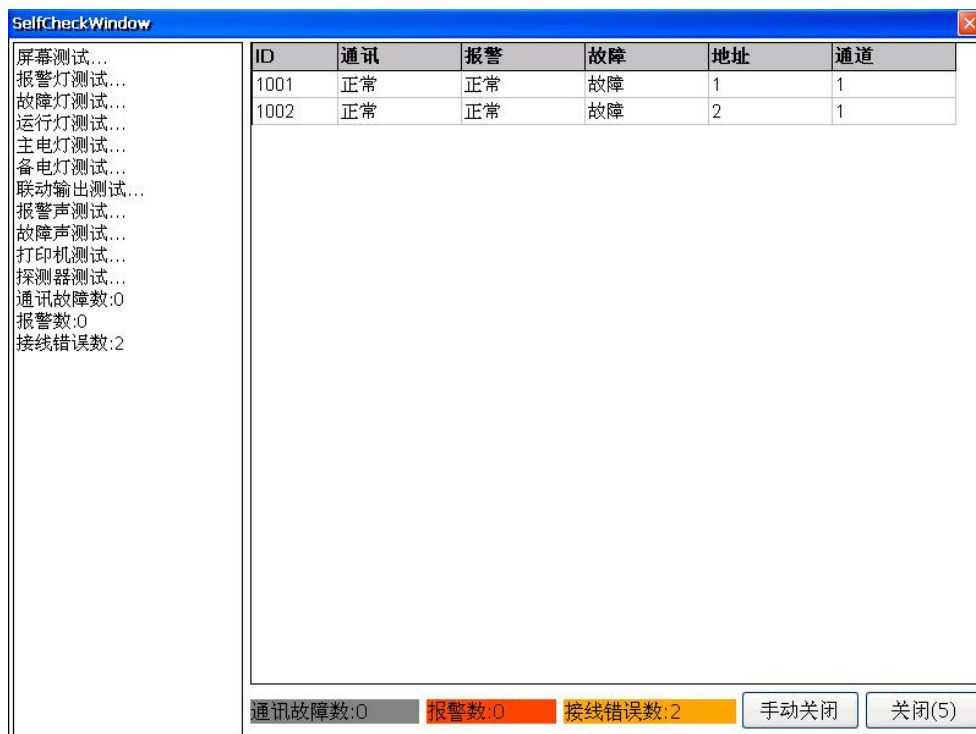 SelfCheckWindow
屏幕测试...
报警灯测试...
故障灯测试...
运行灯测试...
主电灯测试...
备电灯测试...
联动输出测试...
报警声测试...
故障声测试...
打印机测试...
探测器测试...
通讯故障数:0
报警数:0
接线错误数:2
ID 通讯 报警 故障 地址 通道
1001 正常 正常 故障 1 1
1002 正常 正常 故障 2 1
通讯故障数:0 报警数:0 接线错误数:2 手动关闭 关闭(5)